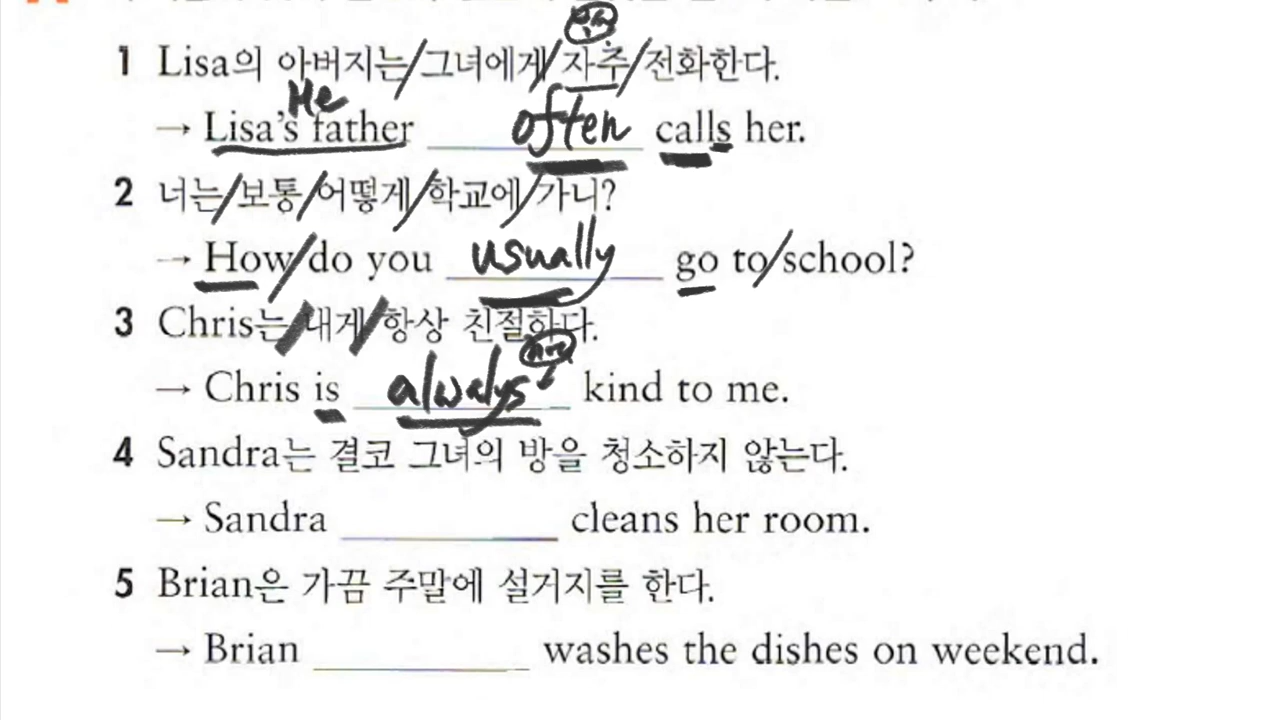 1 Lisa의 아버지는/그녀에게/자주/전화한다.
He
→ Lisa's father often calls her.
2 너는/보통/어떻게/학교에/가니?
→ How/do you usually go to/school?
3 Chris는/내게/항상 친절하다.
→ Chris is always kind to me.
4 Sandra는 결코 그녀의 방을 청소하지 않는다.
→ Sandra ____________ cleans her room.
5 Brian은 가끔 주말에 설거지를 한다.
→ Brian ____________ washes the dishes on weekend.